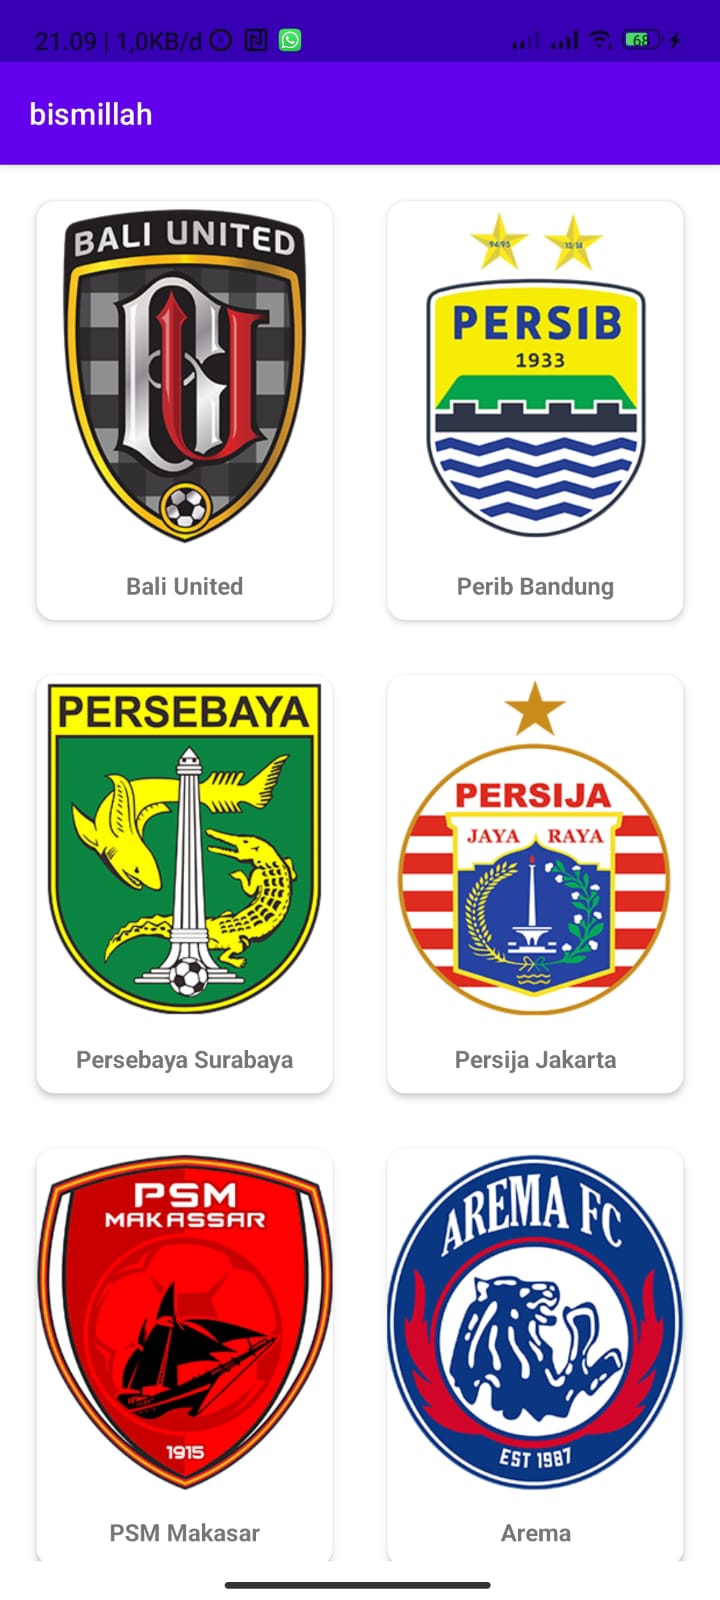 21.09 | 1,0KB/d
68
bismillah
BALI UNITED
Bali United
94/95 13/14
PERSIB
1933
Perib Bandung
PERSEBAYA
Persebaya Surabaya
PERSIJA
JAYA RAYA
Persija Jakarta
PSM
MAKASSAR
1915
PSM Makasar
AREMA FC
EST 1987
Arema